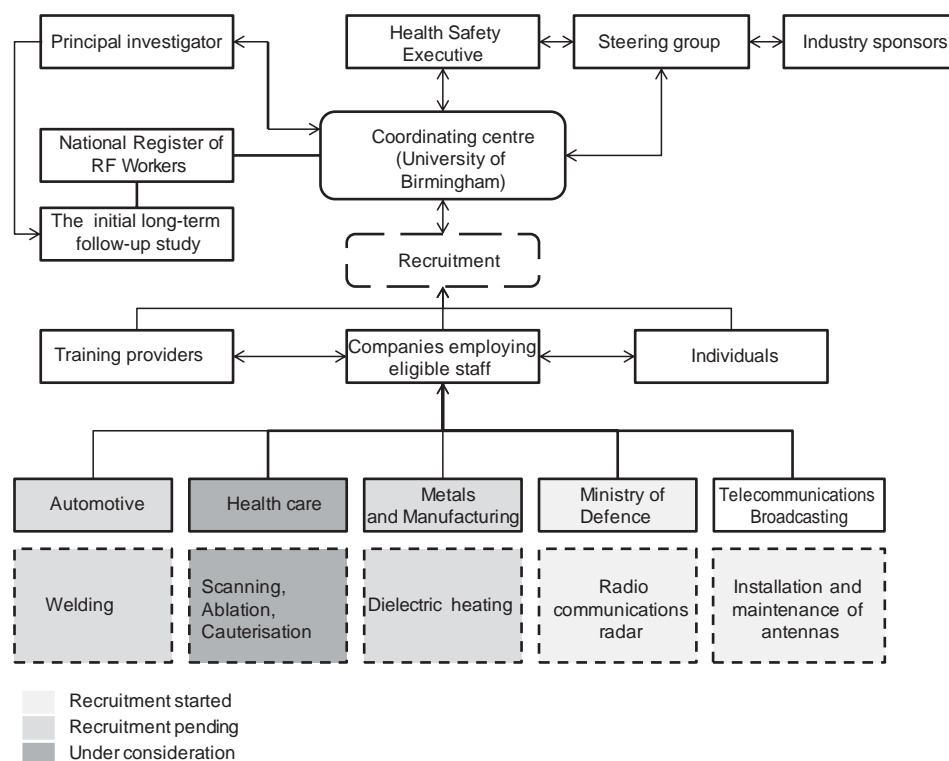 Principal investigator
Health Safety
Executive
Steering group
Industry sponsors
National Register of
RF Workers
Coordinating centre
(University of
Birmingham)
The initial long-term
follow-up study
Recruitment
Training providers
Companies employing
eligible staff
Individuals
Automotive
Health care
Metals
and Manufacturing
Ministry of
Defence
Telecommunications
Broadcasting
Welding
Scanning,
Ablation,
Cauterisation
Dielectric heating
Radio
communications
radar
Installation and
maintenance of
antennas
Recruitment started
Recruitment pending
Under consideration